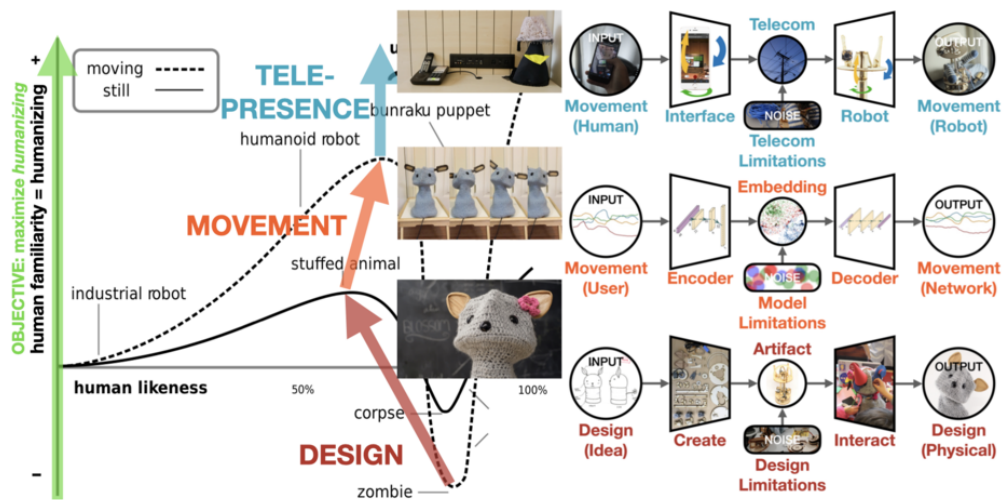 OBJECTIVE: maximize humanizing
human familiarity = humanizing
+
–
moving
still
TELE-
PRESENCE
u
bunraku puppet
humanoid robot
MOVEMENT
stuffed animal
industrial robot
human likeness
50%
100%
corpse
DESIGN
zombie
INPUT
Movement
(Human)
Interface
Telecom
NOISE
Telecom
Limitations
Robot
OUTPUT
Movement
(Robot)
INPUT
Movement
(User)
Encoder
Embedding
NOISE
Model
Limitations
Decoder
OUTPUT
Movement
(Network)
INPUT
Design
(Idea)
Create
Artifact
NOISE
Design
Limitations
Interact
OUTPUT
Design
(Physical)